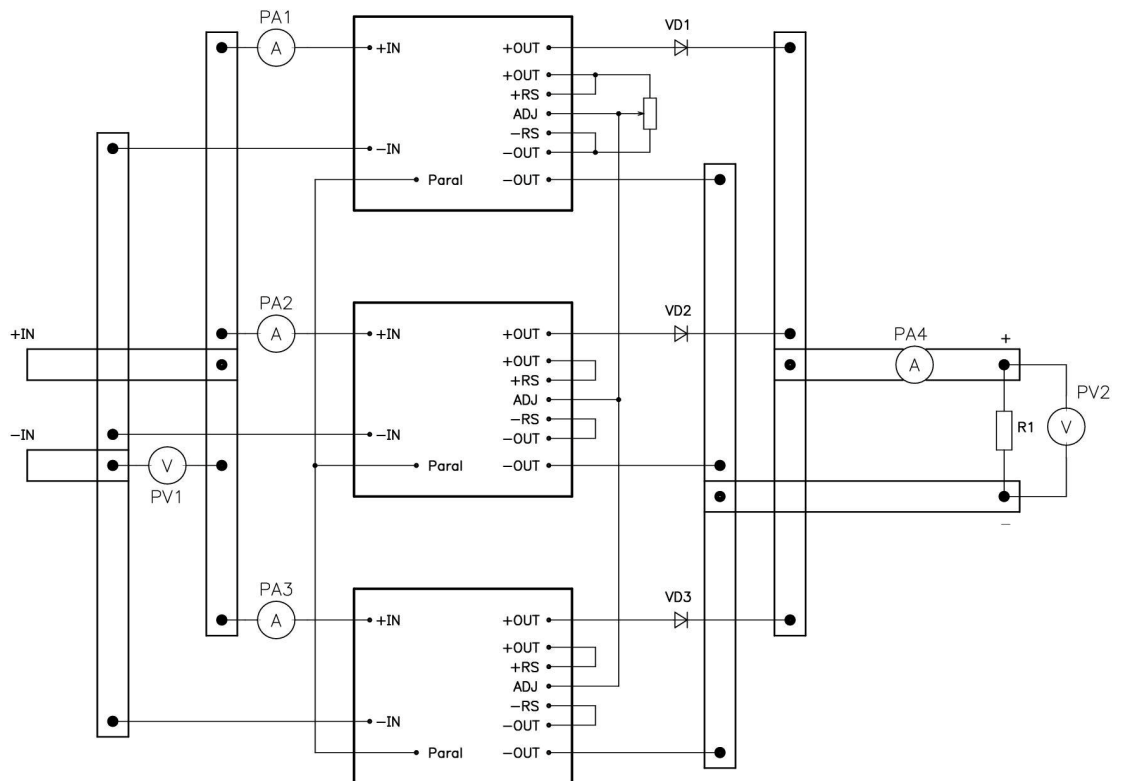 PA1
A
VD1
+IN
+OUT
+OUT
+RS
ADJ
−RS
−IN
−OUT
Paral
−OUT
PA2
A
VD2
+IN
+IN
+OUT
PA4
A
+
+OUT
+RS
ADJ
PV2
−RS
R1
V
−IN
−IN
−OUT
V
Paral
−OUT
PV1
−
PA3
A
VD3
+IN
+OUT
+OUT
+RS
ADJ
−RS
−IN
−OUT
Paral
−OUT